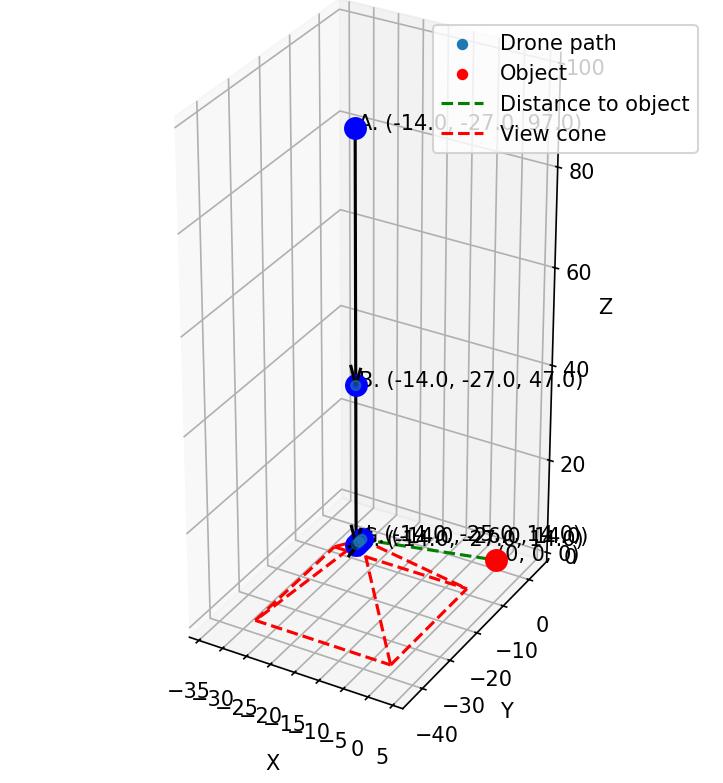 Drone path
Object
Distance to object
View cone
100
A. (-14.0, -27.0, 97.0)
80
60
Z
40
B. (-14.0, -27.0, 47.0)
20
0
0
−10
−20
−30
−40
Y
−35
−30
−25
−20
−15
−10
−5
0
5
X